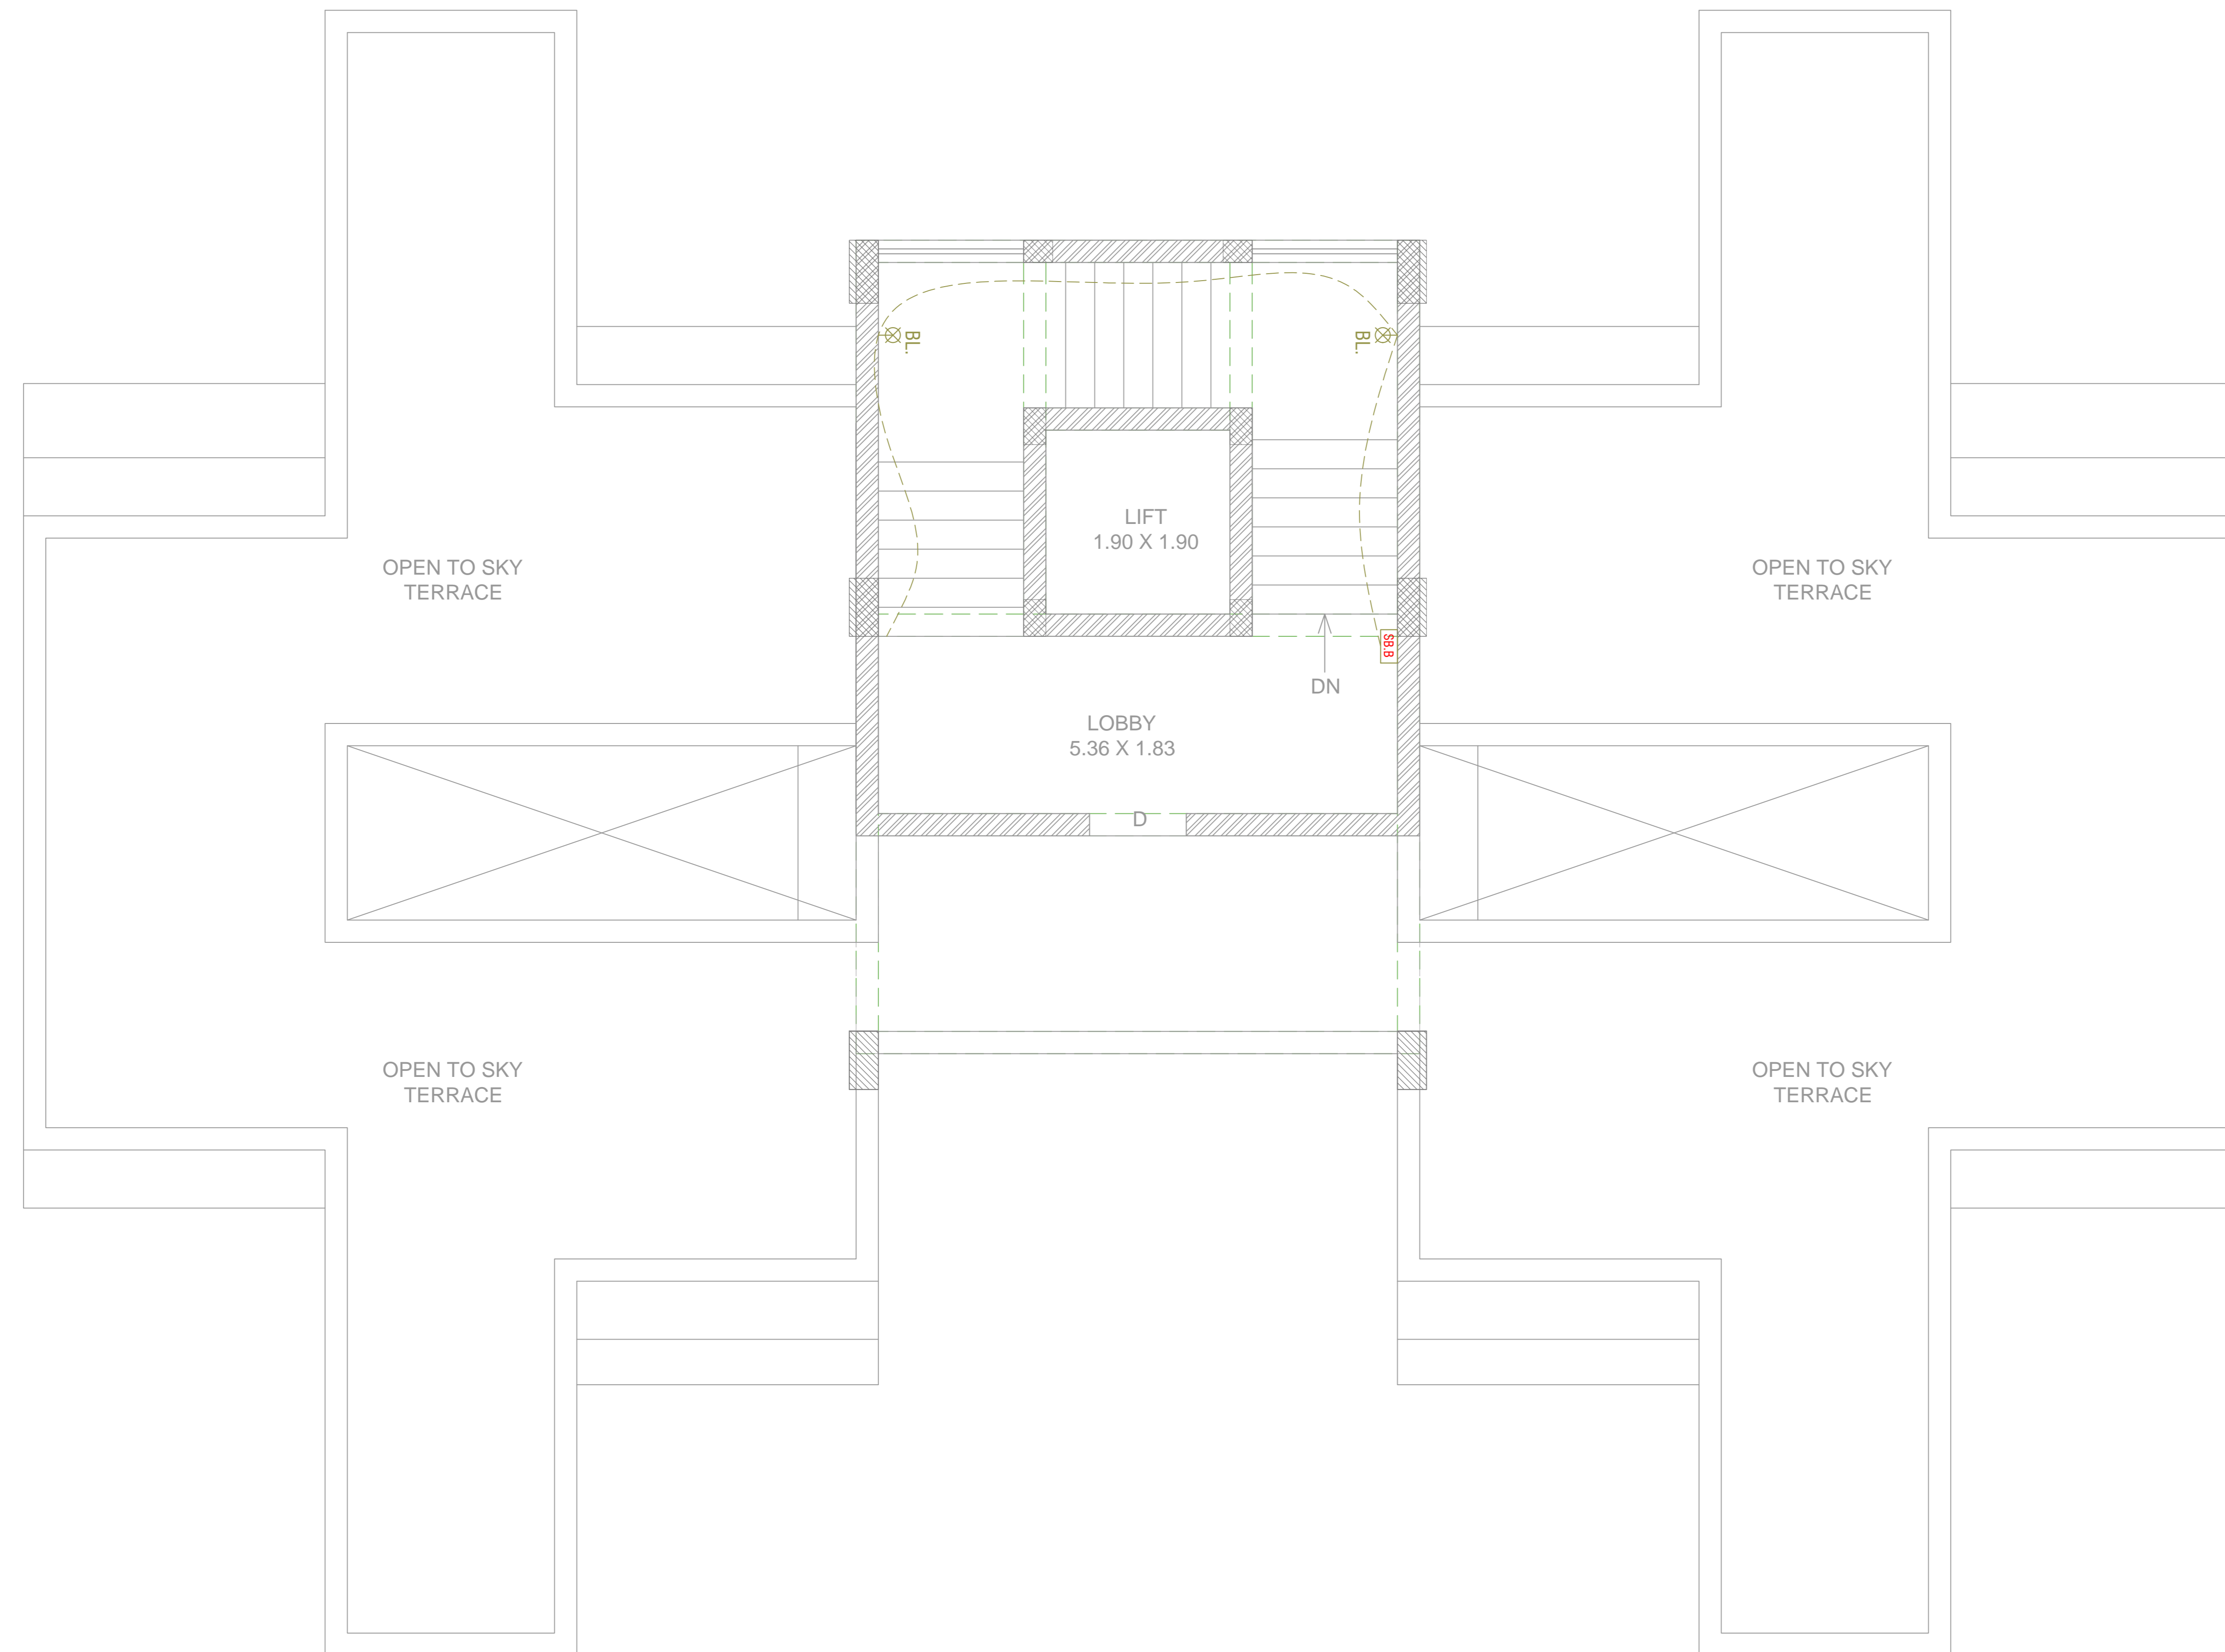 BL.
BL.
LIFT
1.90 X 1.90
OPEN TO SKY
TERRACE
OPEN TO SKY
TERRACE
SB.B
DN
LOBBY
5.36 X 1.83
D
OPEN TO SKY
TERRACE
OPEN TO SKY
TERRACE